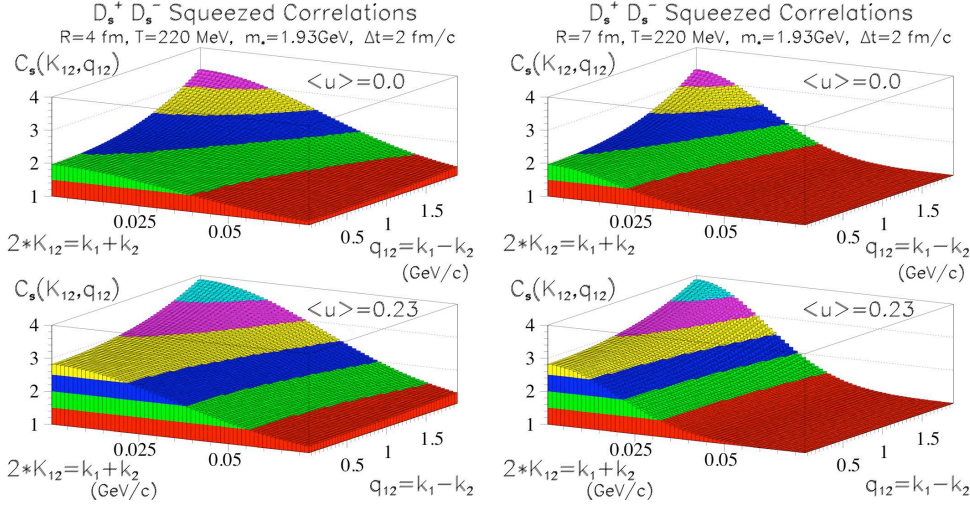 D_s^+ D_s^- Squeezed Correlations
R=4 fm, T=220 MeV, m_*=1.93GeV, Δt=2 fm/c
C_s(K_12,q_12)
<u>=0.0
4
3
2
1
0.025
0.05
0.5
1
1.5
2*K_12=k_1+k_2
q_12=k_1−k_2
(GeV/c)
D_s^+ D_s^- Squeezed Correlations
R=7 fm, T=220 MeV, m_*=1.93GeV, Δt=2 fm/c
C_s(K_12,q_12)
<u>=0.0
4
3
2
1
0.025
0.05
0.5
1
1.5
2*K_12=k_1+k_2
q_12=k_1−k_2
(GeV/c)
C_s(K_12,q_12)
<u>=0.23
4
3
2
1
0.025
0.05
0.5
1
1.5
2*K_12=k_1+k_2
(GeV/c)
q_12=k_1−k_2
C_s(K_12,q_12)
<u>=0.23
4
3
2
1
0.025
0.05
0.5
1
1.5
2*K_12=k_1+k_2
(GeV/c)
q_12=k_1−k_2